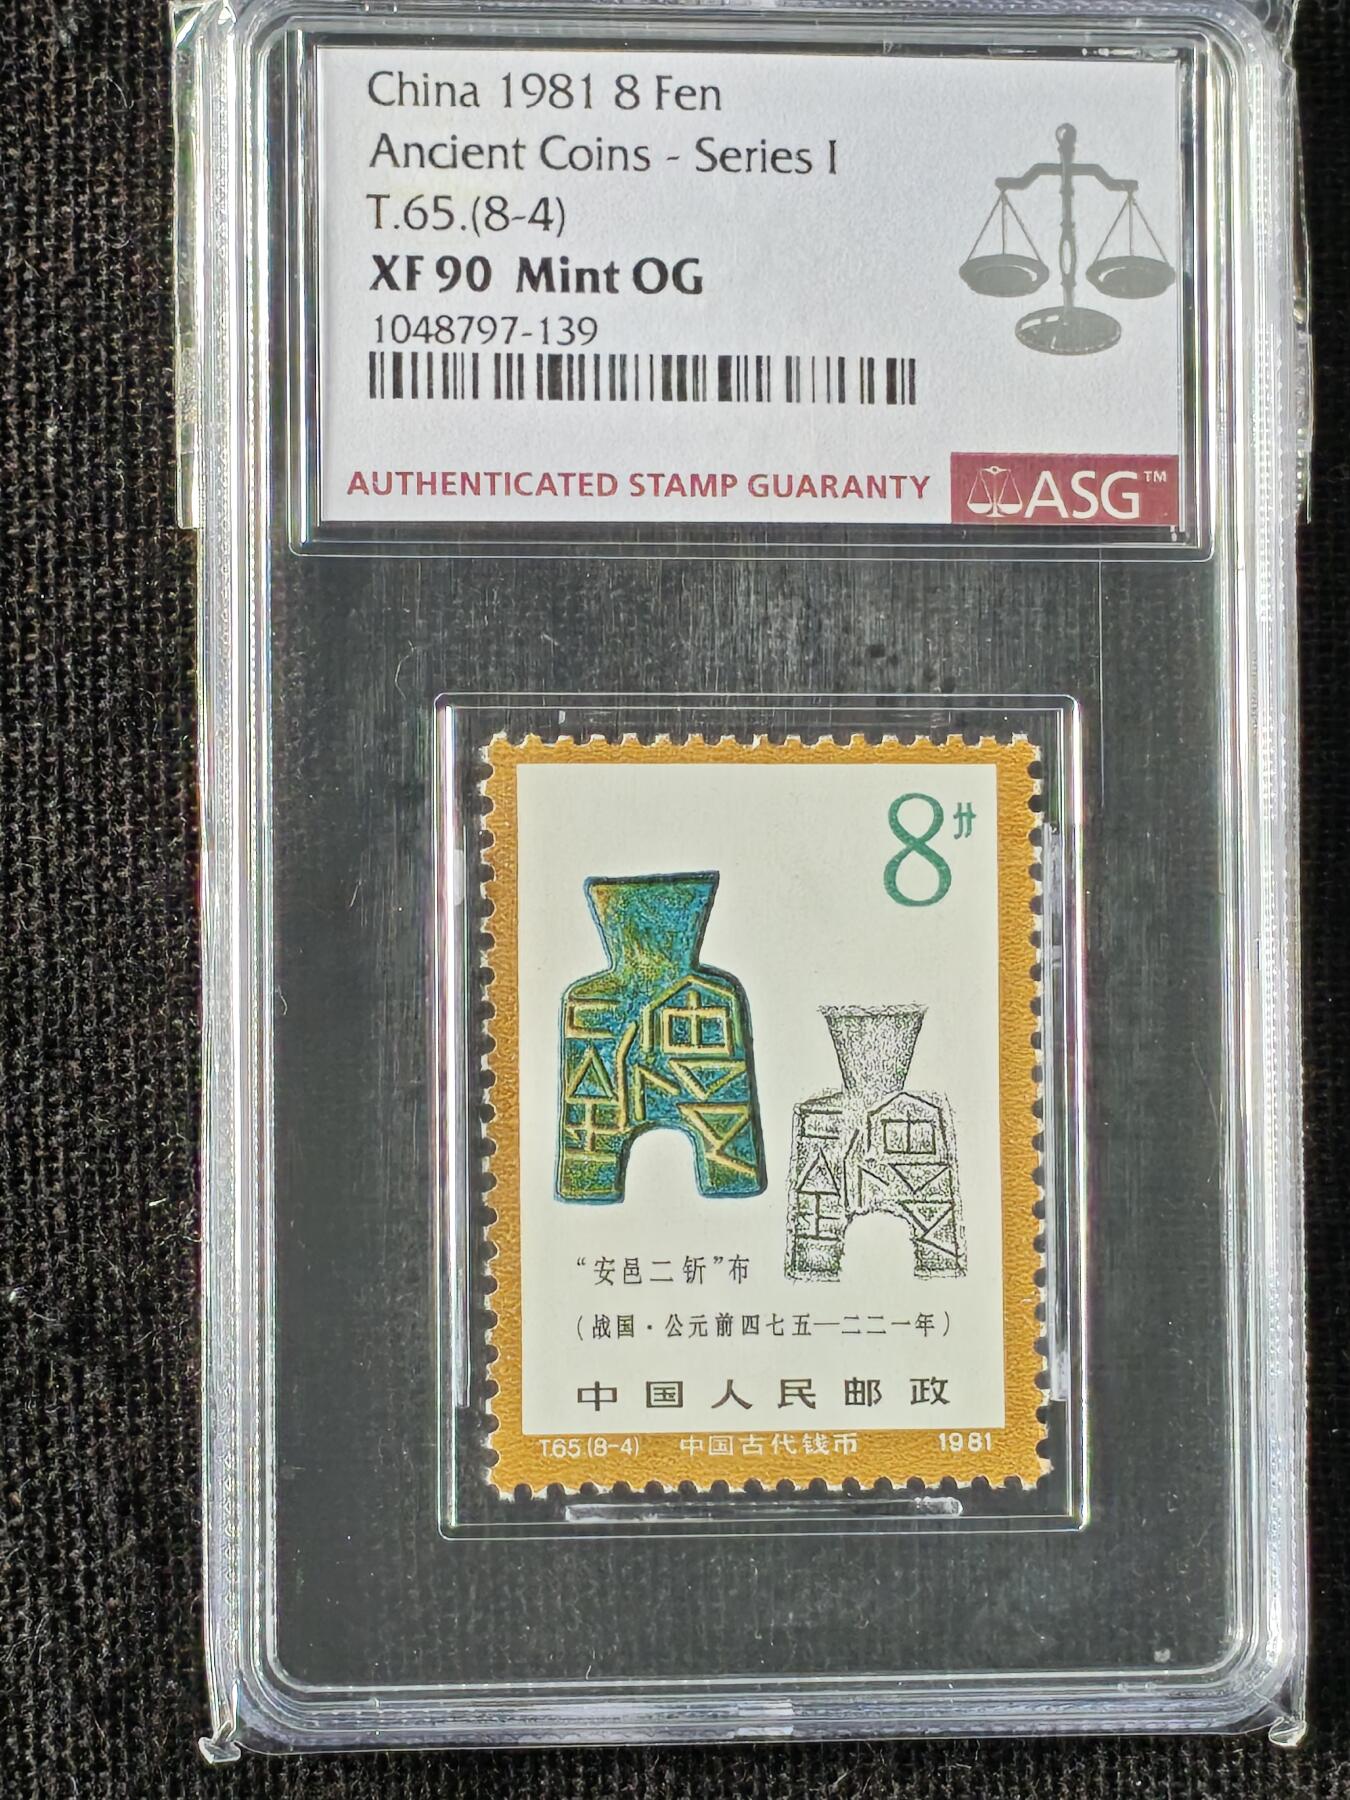 China 1981 8 Fen
Ancient Coins - Series I
T.65.(8-4)
XF 90 Mint OG
1048797-139
AUTHENTICATED STAMP GUARANTY
ASG™
8分
“安邑二釿”布
(战国·公元前四七五—二二一年)
中国人民邮政
T.65.(8-4) 中国古代钱币 1981